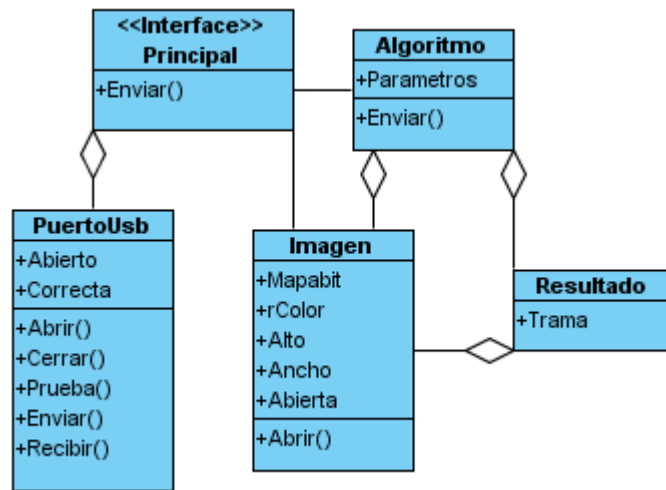 <<Interface>>
Principal
+Enviar()
Algoritmo
+Parametros
+Enviar()
PuertoUsb
+Abierto
+Correcta
+Abrir()
+Cerrar()
+Prueba()
+Enviar()
+Recibir()
Imagen
+Mapabit
+rColor
+Alto
+Ancho
+Abierta
+Abrir()
Resultado
+Trama